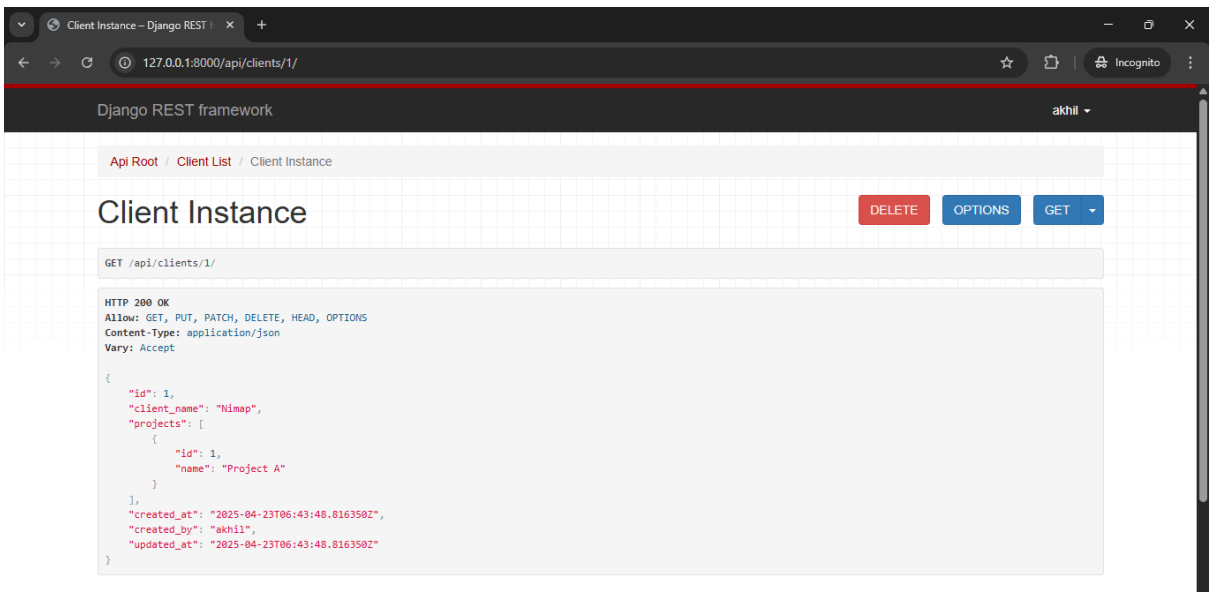 Client Instance – Django REST f
127.0.0.1:8000/api/clients/1/
Incognito
Django REST framework
akhil
Api Root / Client List / Client Instance
Client Instance
DELETE OPTIONS GET
GET /api/clients/1/
HTTP 200 OK
Allow: GET, PUT, PATCH, DELETE, HEAD, OPTIONS
Content-Type: application/json
Vary: Accept
{
"id": 1,
"client_name": "Nimap",
"projects": [
{
"id": 1,
"name": "Project A"
}
],
"created_at": "2025-04-23T06:43:48.816350Z",
"created_by": "akhil",
"updated_at": "2025-04-23T06:43:48.816350Z"
}